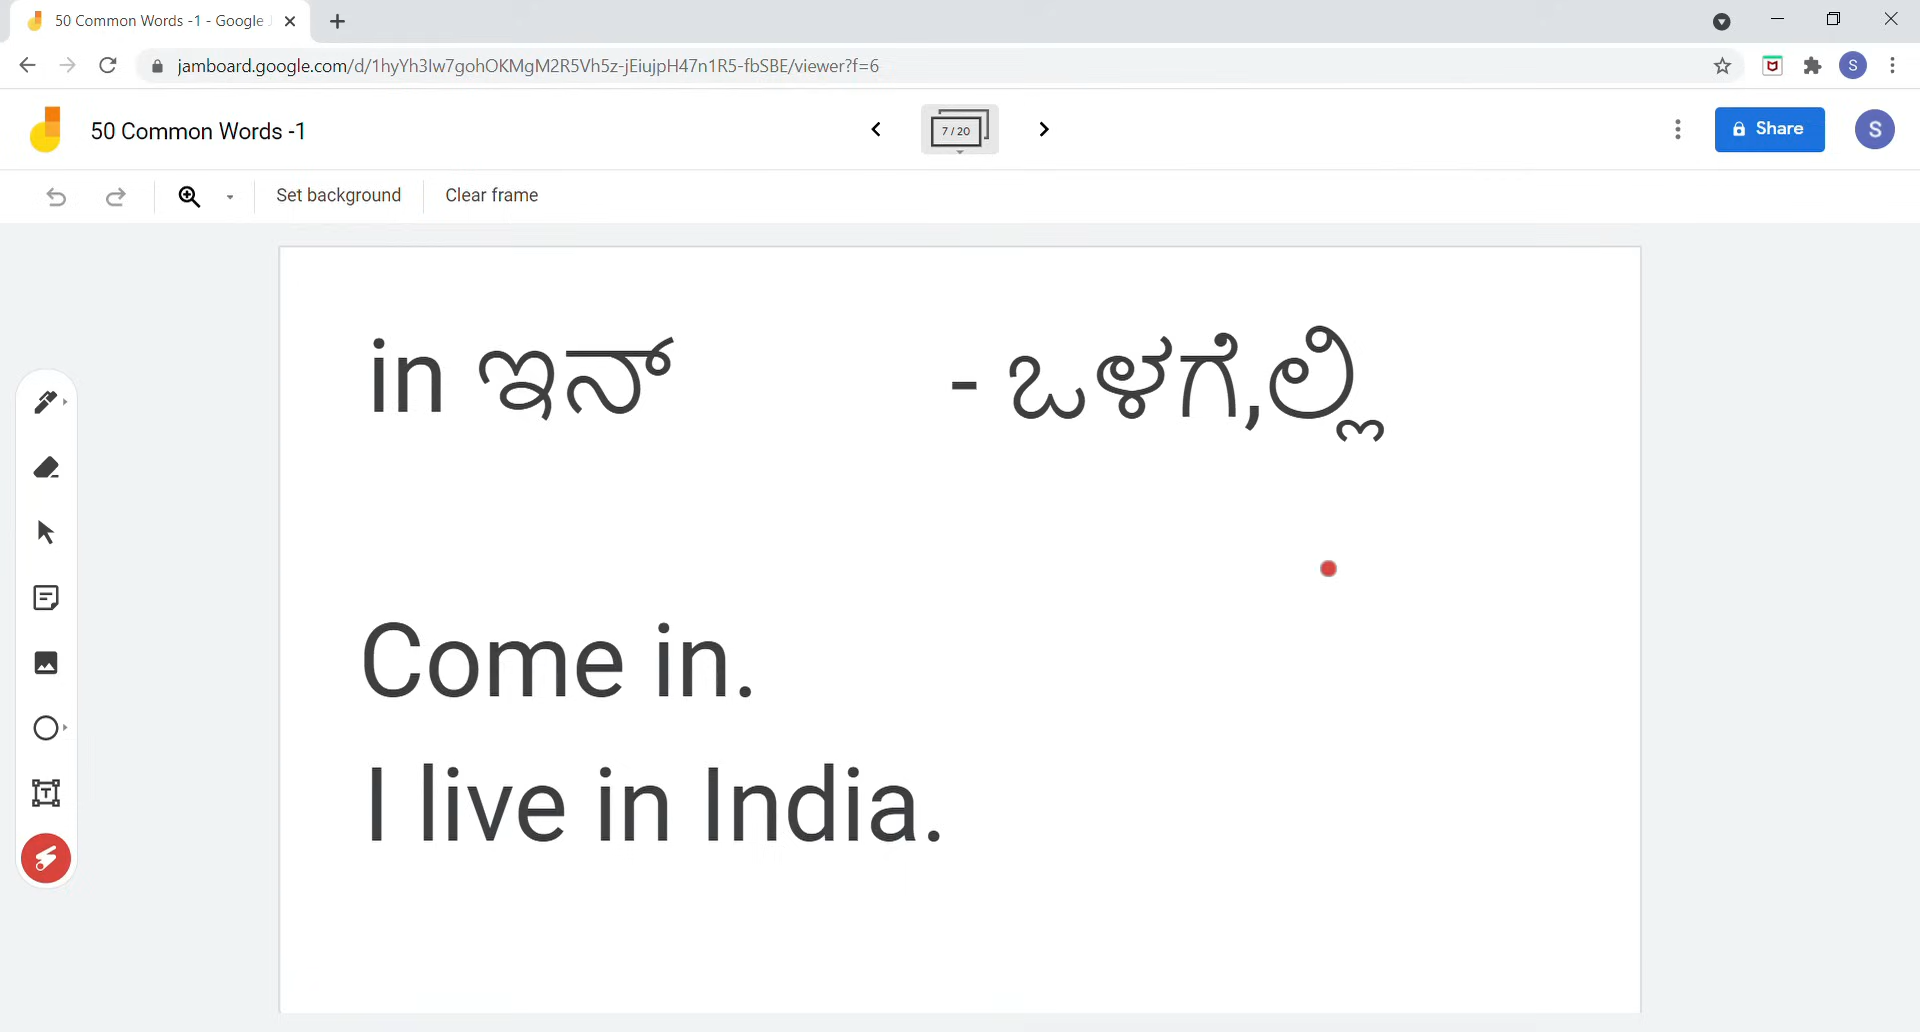 50 Common Words -1 - Google J
jamboard.google.com/d/1hyYh3Iw7gohOKMgM2R5Vh5z-jEiujpH47n1R5-fbSBE/viewer?f=6
S
50 Common Words -1
7 / 20
Share
S
Set background
Clear frame
in ಇನ್ - ಒಳಗೆ,ಲ್ಲಿ
Come in.
I live in India.